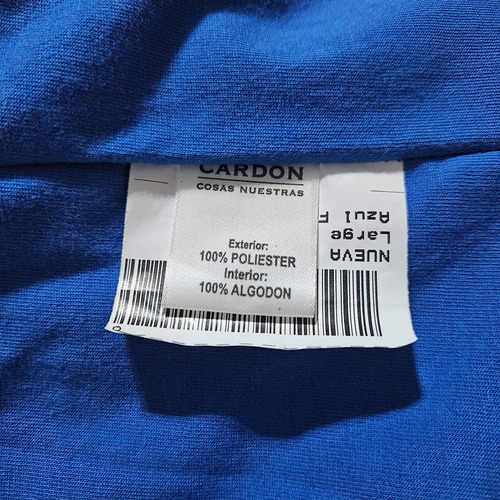 CARDON
COSAS NUESTRAS
Exterior:
100% POLIESTER
Interior:
100% ALGODON
NUEVA
Large
Azul F